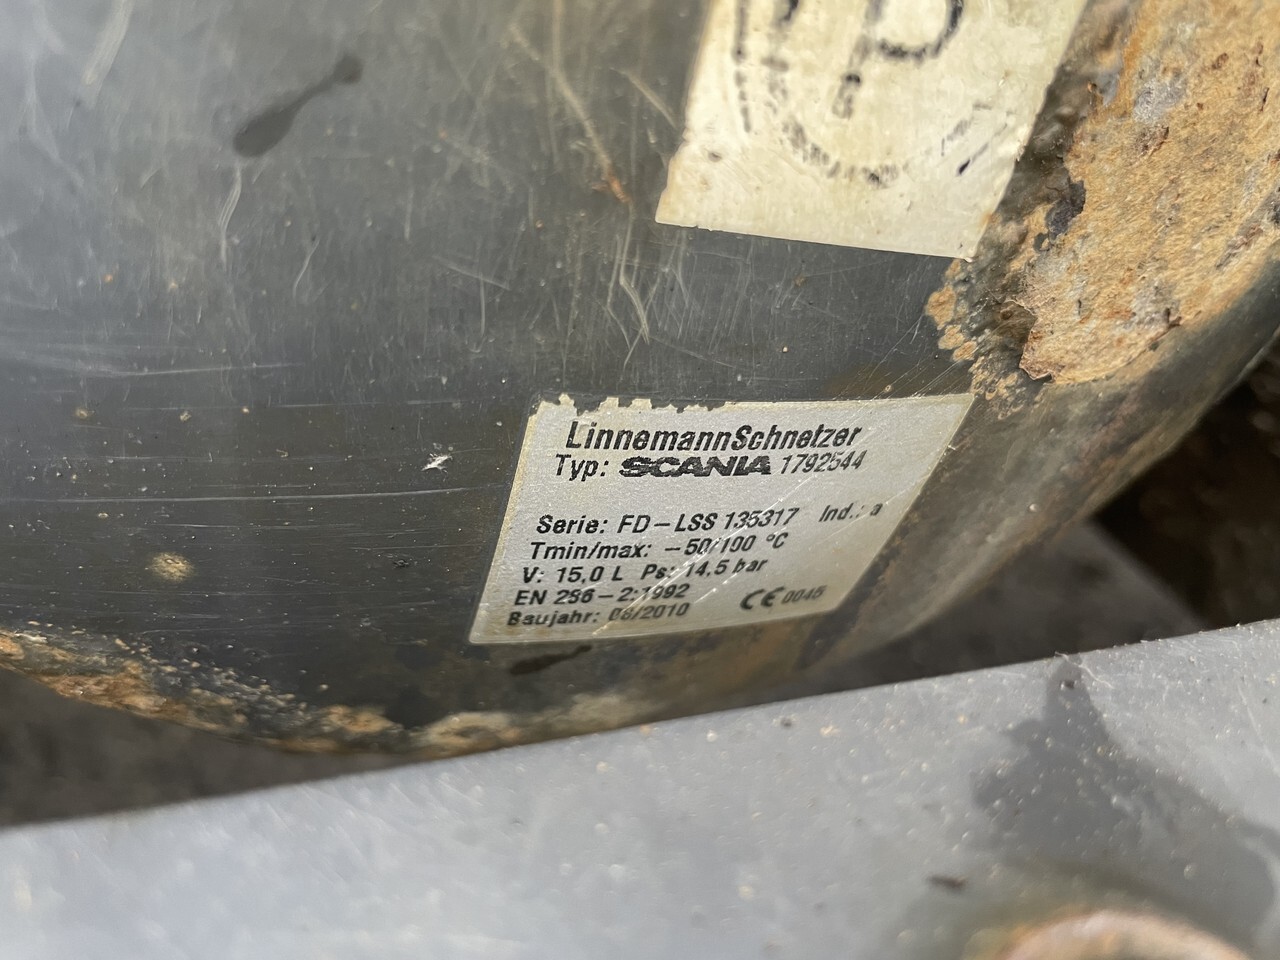 P
LinnemannSchnetzer
Typ: SCANIA 1792544
Serie: FD-LSS 135317 Ind.: a
Tmin/max: -50/100 °C
V: 15,0 L Ps: 14,5 bar
EN 286-2:1992
Baujahr: 08/2010 CE 0045